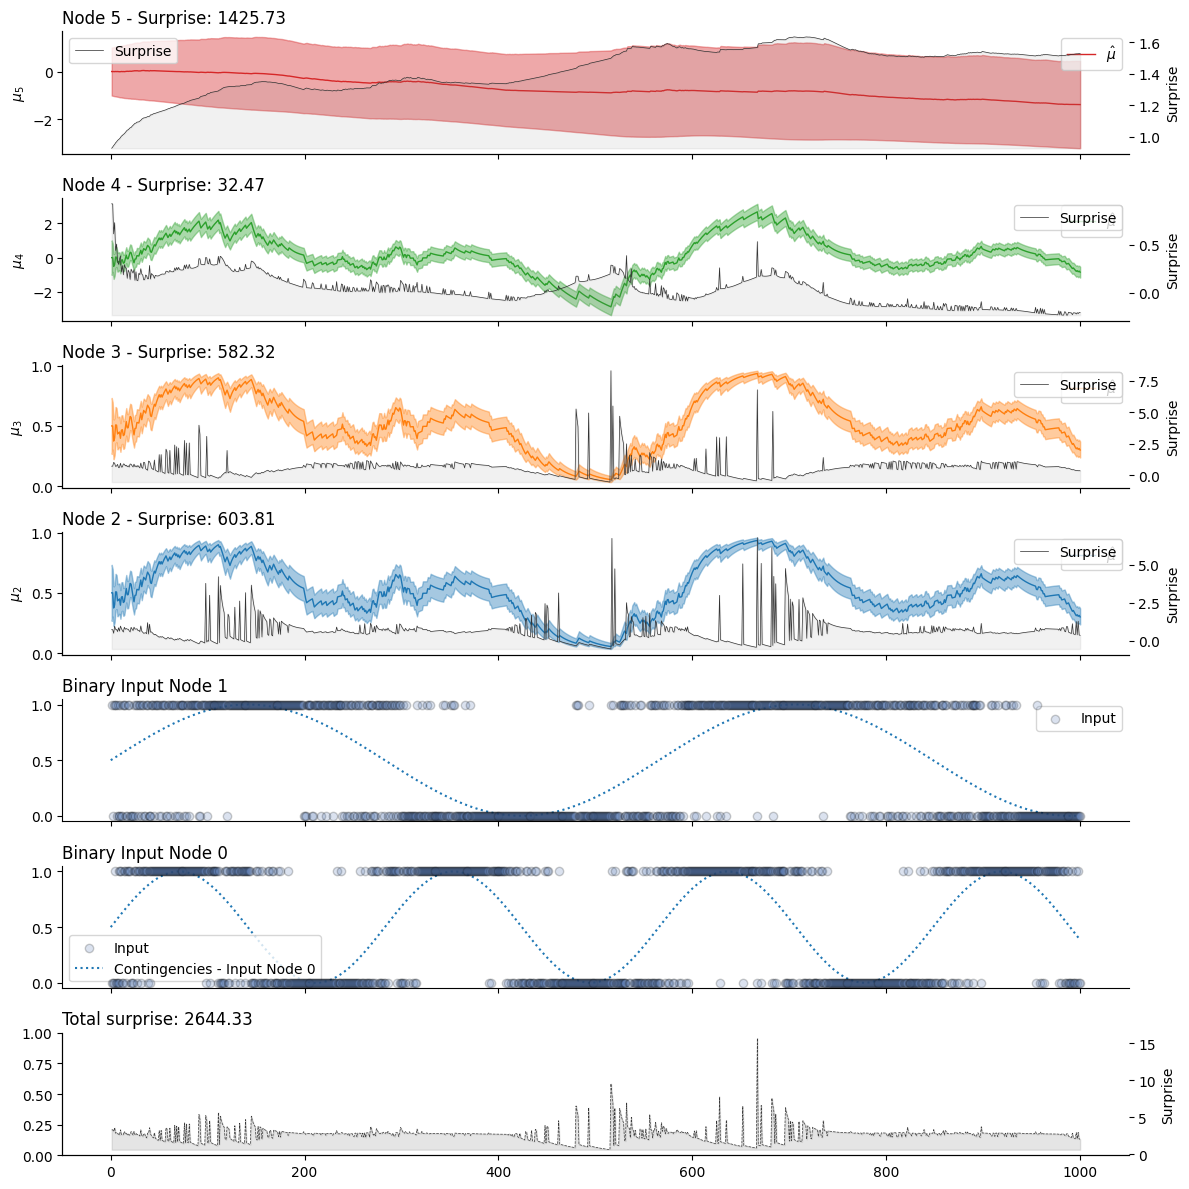 Node 5 - Surprise: 1425.73
Surprise
μ̂
0
−2
μ5
1.6
1.4
1.2
1.0
Surprise
Node 4 - Surprise: 32.47
Surprise
2
0
−2
μ4
0.5
0.0
Surprise
Node 3 - Surprise: 582.32
Surprise
1.0
0.5
0.0
μ3
7.5
5.0
2.5
0.0
Surprise
Node 2 - Surprise: 603.81
Surprise
1.0
0.5
0.0
μ2
5.0
2.5
0.0
Surprise
Binary Input Node 1
Input
1.0
0.5
0.0
Binary Input Node 0
1.0
0.5
0.0
Input
Contingencies - Input Node 0
Total surprise: 2644.33
1.00
0.75
0.50
0.25
0.00
15
10
5
0
Surprise
0 200 400 600 800 1000